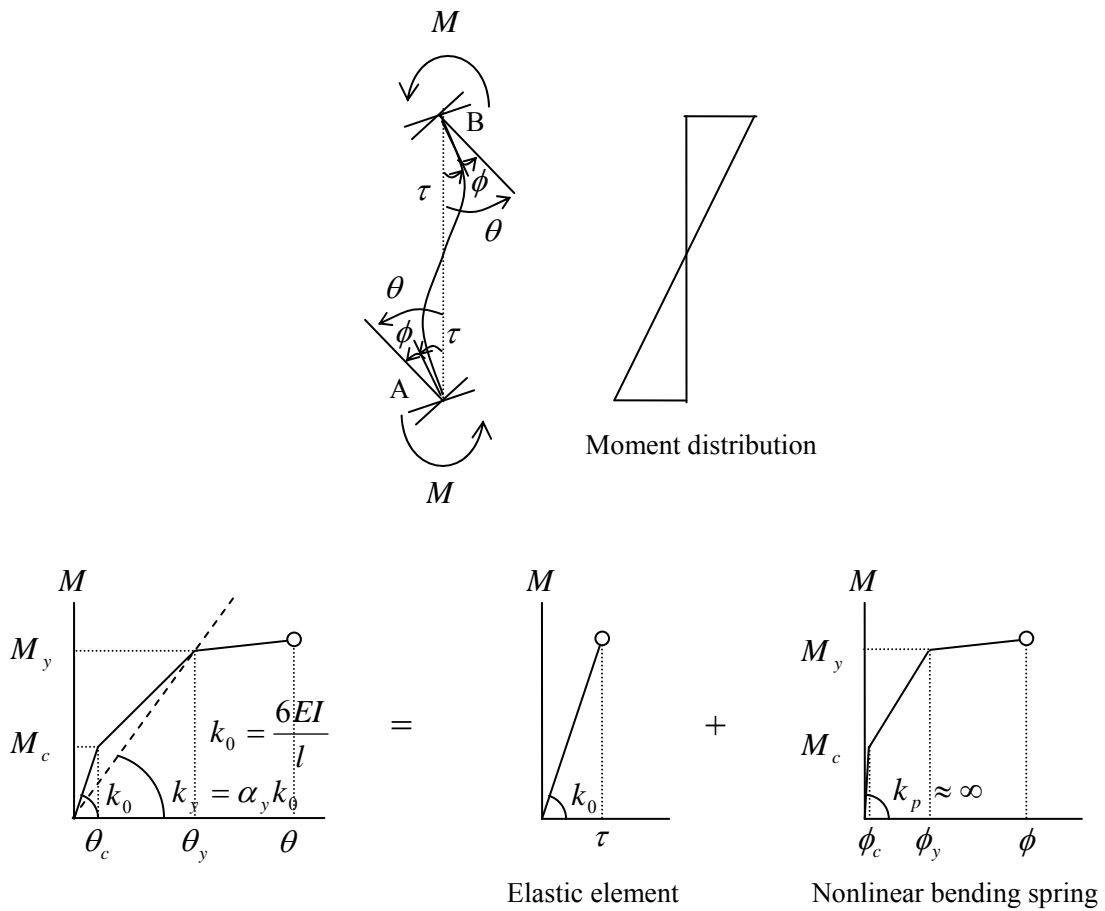 M
B
τ
φ
θ
θ
φ
τ
A
Moment distribution
M
M
M
M
M_y
M_y
k_0 = 6EI/l
=
+
M_c
M_c
k_0
k_y = α_y k_0
k_0
k_p ≈ ∞
θ_c
θ_y
θ
τ
φ_c
φ_y
φ
Elastic element
Nonlinear bending spring